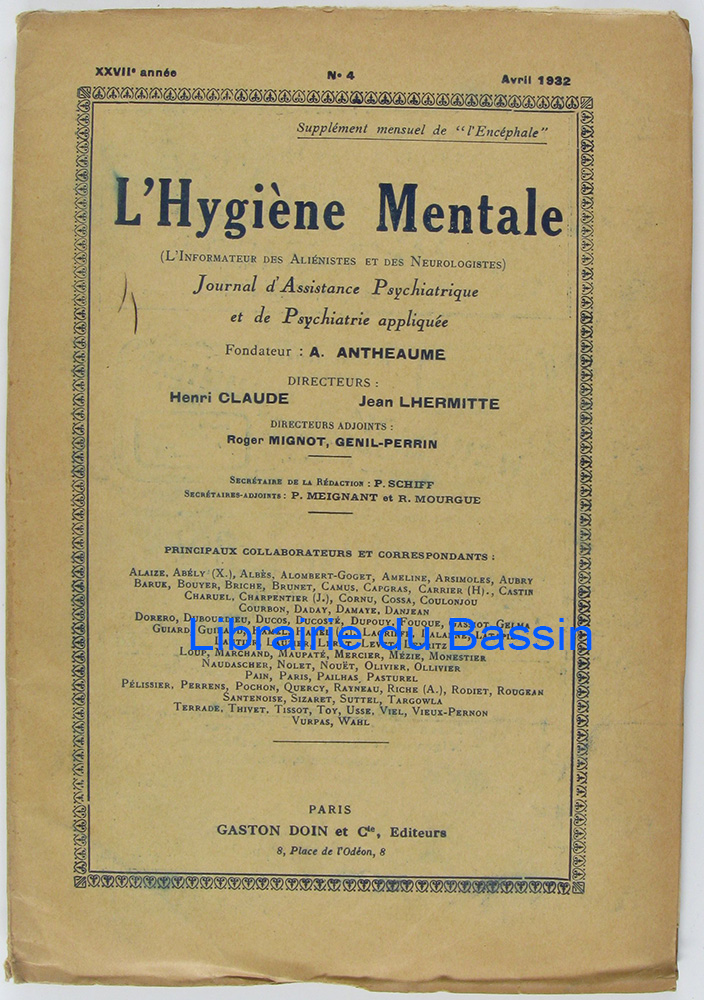 XXVIIe année N° 4 Avril 1932
Supplément mensuel de "l'Encéphale"
L'Hygiène Mentale
(L'Informateur des Aliénistes et des Neurologistes)
Journal d'Assistance Psychiatrique
et de Psychiatrie appliquée
Fondateur : A. ANTHEAUME
DIRECTEURS :
Henri CLAUDE Jean LHERMITTE
DIRECTEURS ADJOINTS :
Roger MIGNOT, GENIL-PERRIN
Secrétaire de la Rédaction : P. SCHIFF
Secrétaires-adjoints : P. MEIGNANT et R. MOURGUE
PRINCIPAUX COLLABORATEURS ET CORRESPONDANTS :
Alaize, Abély (X.), Albès, Alombert-Goget, Ameline, Arsimoles, Aubry
Baruk, Bouyer, Briche, Brunet, Camus, Capgras, Carrier (H)., Castin
Charuel, Charpentier (J.), Cornu, Cossa, Coulonjou
Courbon, Daday, Damaye, Danjean
Dorero, Dubourdieu, Ducos, Ducosté, Dupouy, Fouque, Gelma
Guiard,
Librairie du Bassin
Loup, Marchand, Maupaté, Mercier, Mézie, Monestier
Naudascher, Nolet, Nouët, Olivier, Ollivier
Pain, Paris, Pailhas, Pasturel
Pélissier, Perrens, Pochon, Quercy, Rayneau, Riche (A.), Rodiet, Rougean
Santenoise, Sizaret, Suttel, Targowla
Terrade, Thivet, Tissot, Toy, Usse, Viel, Vieux-Pernon
Vurpas, Wahl
PARIS
GASTON DOIN et Cie, Editeurs
8, Place de l'Odéon, 8